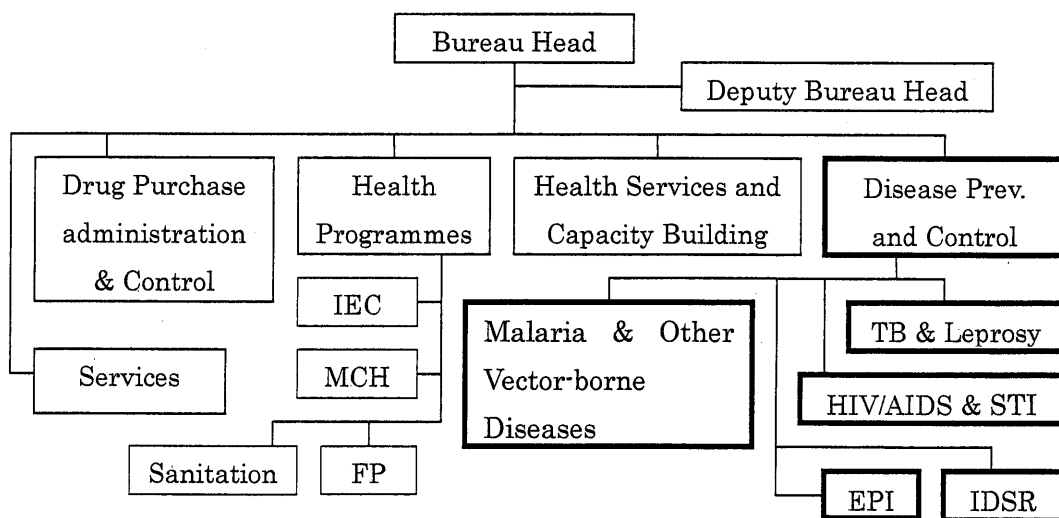 Bureau Head
Deputy Bureau Head
Drug Purchase
administration
& Control
Health
Programmes
Health Services and
Capacity Building
Disease Prev.
and Control
IEC
MCH
Sanitation
FP
Services
Malaria & Other
Vector-borne
Diseases
TB & Leprosy
HIV/AIDS & STI
EPI
IDSR